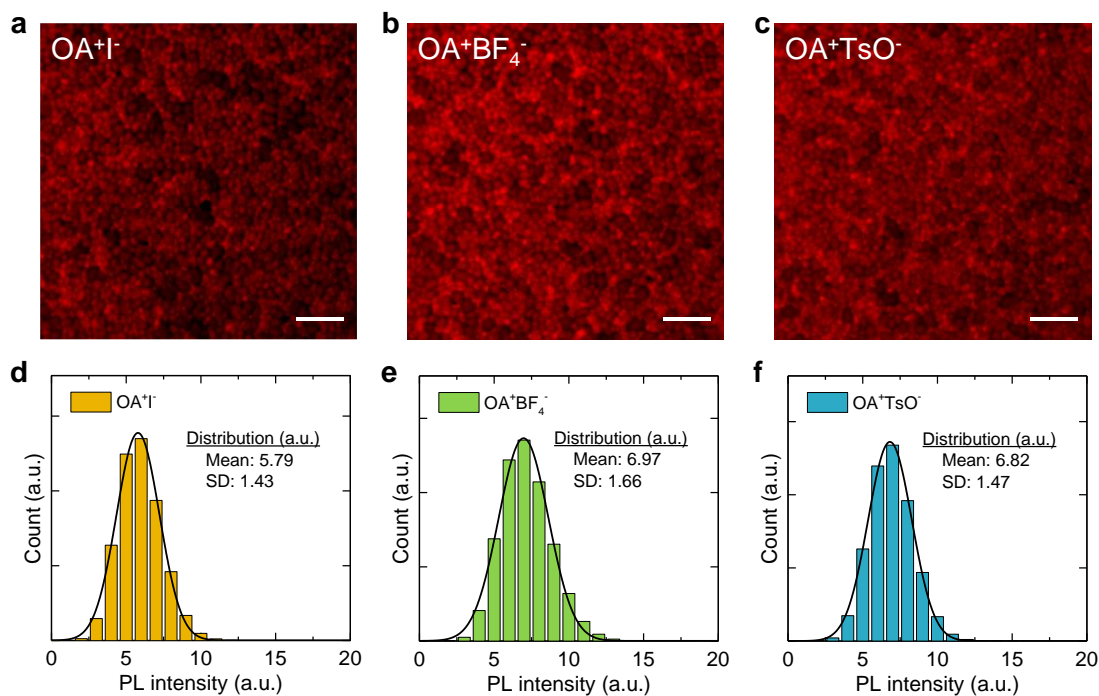 a
OA⁺I⁻
b
OA⁺BF₄⁻
c
OA⁺TsO⁻
d
OA⁺I⁻
Distribution (a.u.)
Mean: 5.79
SD: 1.43
Count (a.u.)
0 5 10 15 20
PL intensity (a.u.)
e
OA⁺BF₄⁻
Distribution (a.u.)
Mean: 6.97
SD: 1.66
Count (a.u.)
0 5 10 15 20
PL intensity (a.u.)
f
OA⁺TsO⁻
Distribution (a.u.)
Mean: 6.82
SD: 1.47
Count (a.u.)
0 5 10 15 20
PL intensity (a.u.)